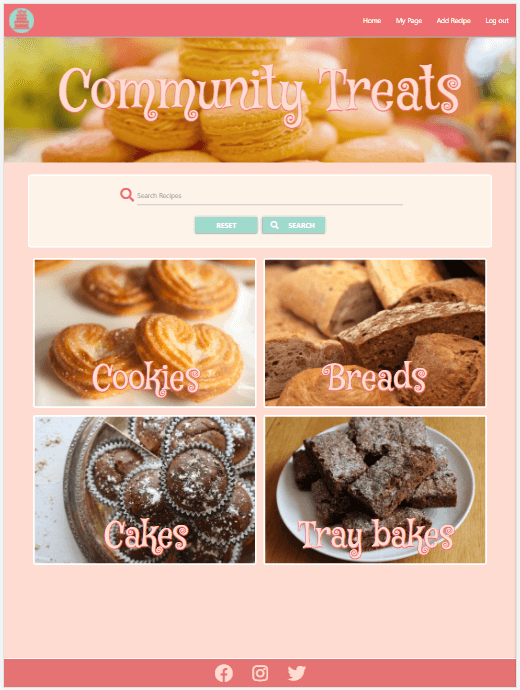 Home My Page Add Recipe Log out
Community Treats
Search Recipes
RESET SEARCH
Cookies Breads
Cakes Tray bakes